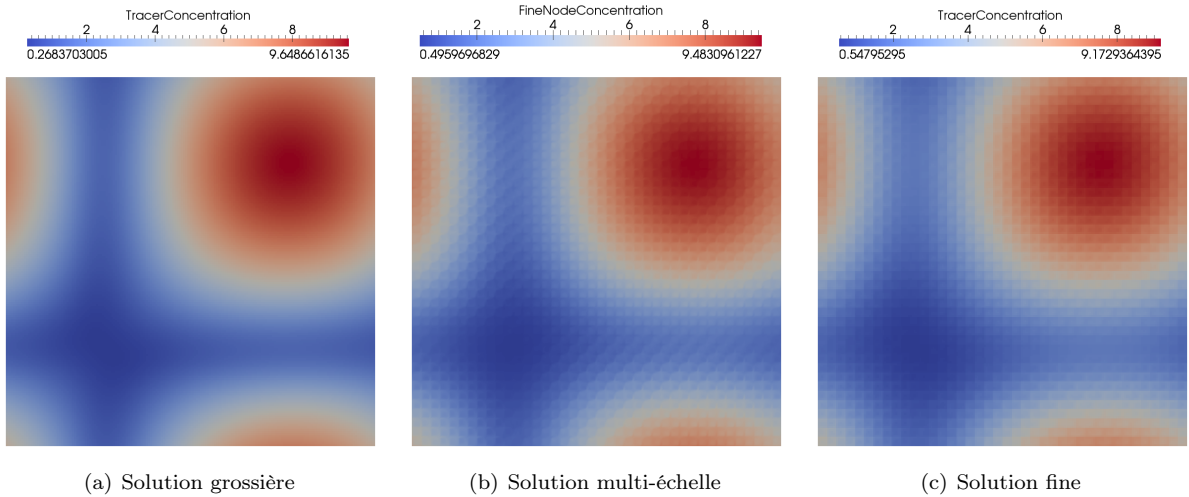 TracerConcentration
2 4 6 8
0.2683703005 9.6486616135
FineNodeConcentration
2 4 6 8
0.4959696829 9.4830961227
TracerConcentration
2 4 6 8
0.54795295 9.1729364395
(a) Solution grossière
(b) Solution multi-échelle
(c) Solution fine